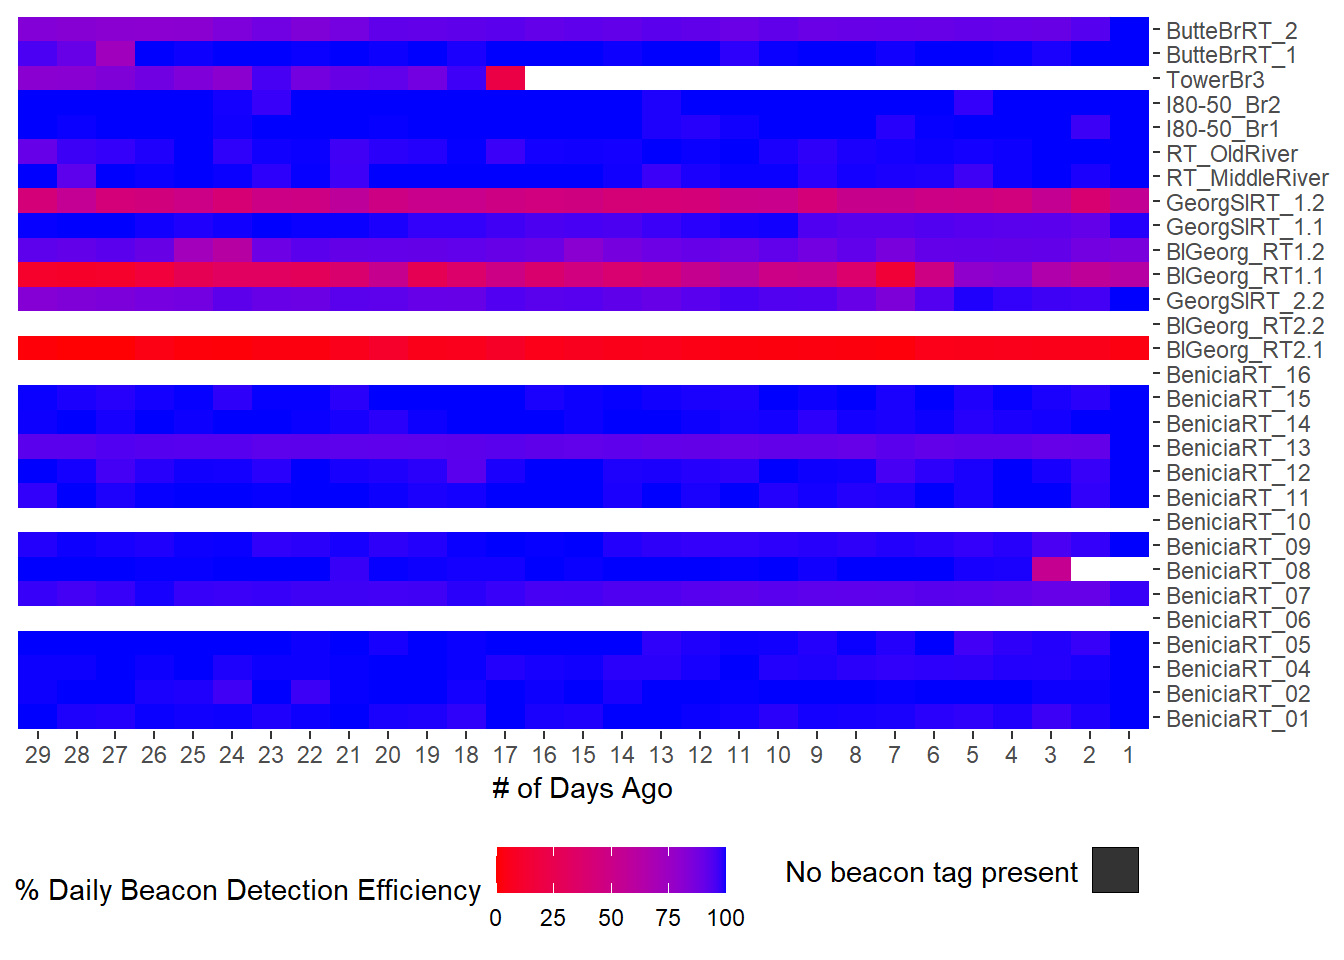 ButteBrRT_2
ButteBrRT_1
TowerBr3
I80-50_Br2
I80-50_Br1
RT_OldRiver
RT_MiddleRiver
GeorgSlRT_1.2
GeorgSlRT_1.1
BlGeorg_RT1.2
BlGeorg_RT1.1
GeorgSlRT_2.2
BlGeorg_RT2.2
BlGeorg_RT2.1
BeniciaRT_16
BeniciaRT_15
BeniciaRT_14
BeniciaRT_13
BeniciaRT_12
BeniciaRT_11
BeniciaRT_10
BeniciaRT_09
BeniciaRT_08
BeniciaRT_07
BeniciaRT_06
BeniciaRT_05
BeniciaRT_04
BeniciaRT_02
BeniciaRT_01
29 28 27 26 25 24 23 22 21 20 19 18 17 16 15 14 13 12 11 10 9 8 7 6 5 4 3 2 1
# of Days Ago
% Daily Beacon Detection Efficiency
0 25 50 75 100
No beacon tag present